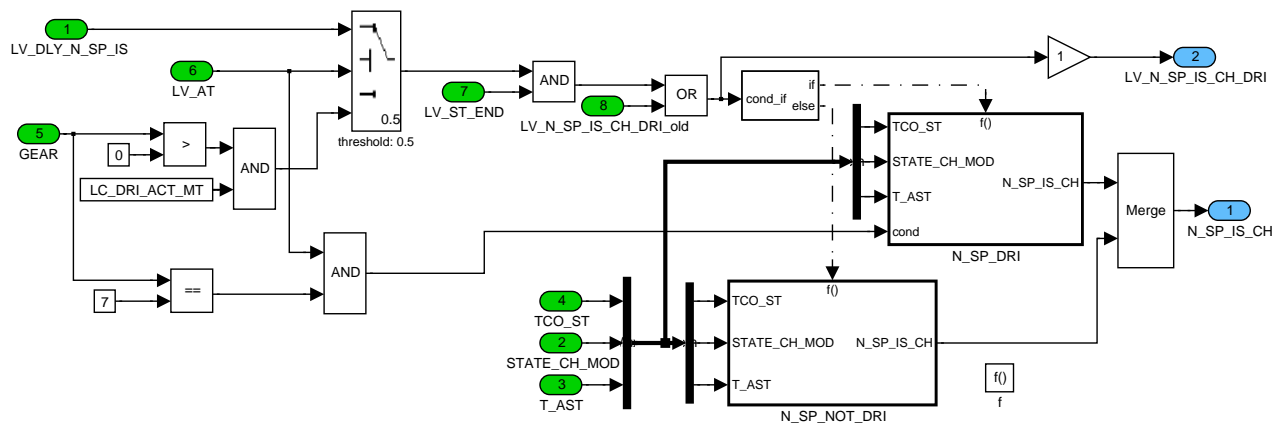 1
LV_DLY_N_SP_IS
6
LV_AT
5
GEAR
0
>
LC_DRI_ACT_MT
AND
0.5
threshold: 0.5
7
LV_ST_END
AND
8
LV_N_SP_IS_CH_DRI_old
OR
cond_if
if
else
1
2
LV_N_SP_IS_CH_DRI
f()
TCO_ST
STATE_CH_MOD
T_AST
cond
N_SP_IS_CH
N_SP_DRI
Merge
1
N_SP_IS_CH
7
==
AND
4
TCO_ST
2
STATE_CH_MOD
3
T_AST
f()
TCO_ST
STATE_CH_MOD
T_AST
N_SP_IS_CH
N_SP_NOT_DRI
f()
f